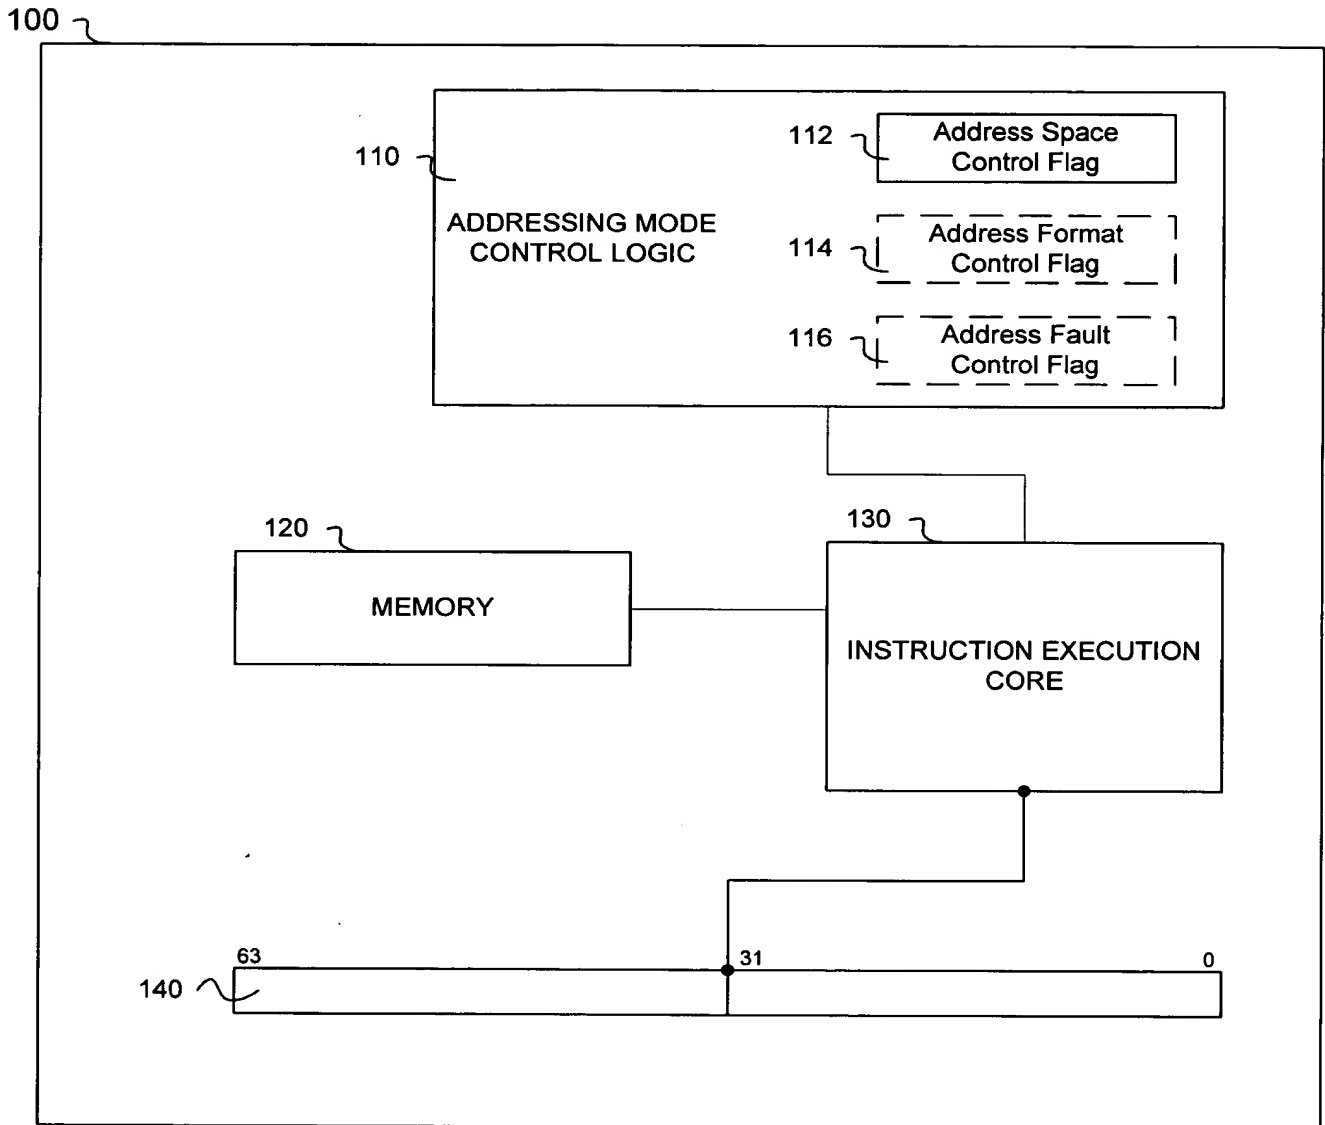 100
110
ADDRESSING MODE
CONTROL LOGIC
112
Address Space
Control Flag
114
Address Format
Control Flag
116
Address Fault
Control Flag
120
MEMORY
130
INSTRUCTION EXECUTION
CORE
63
31
0
140